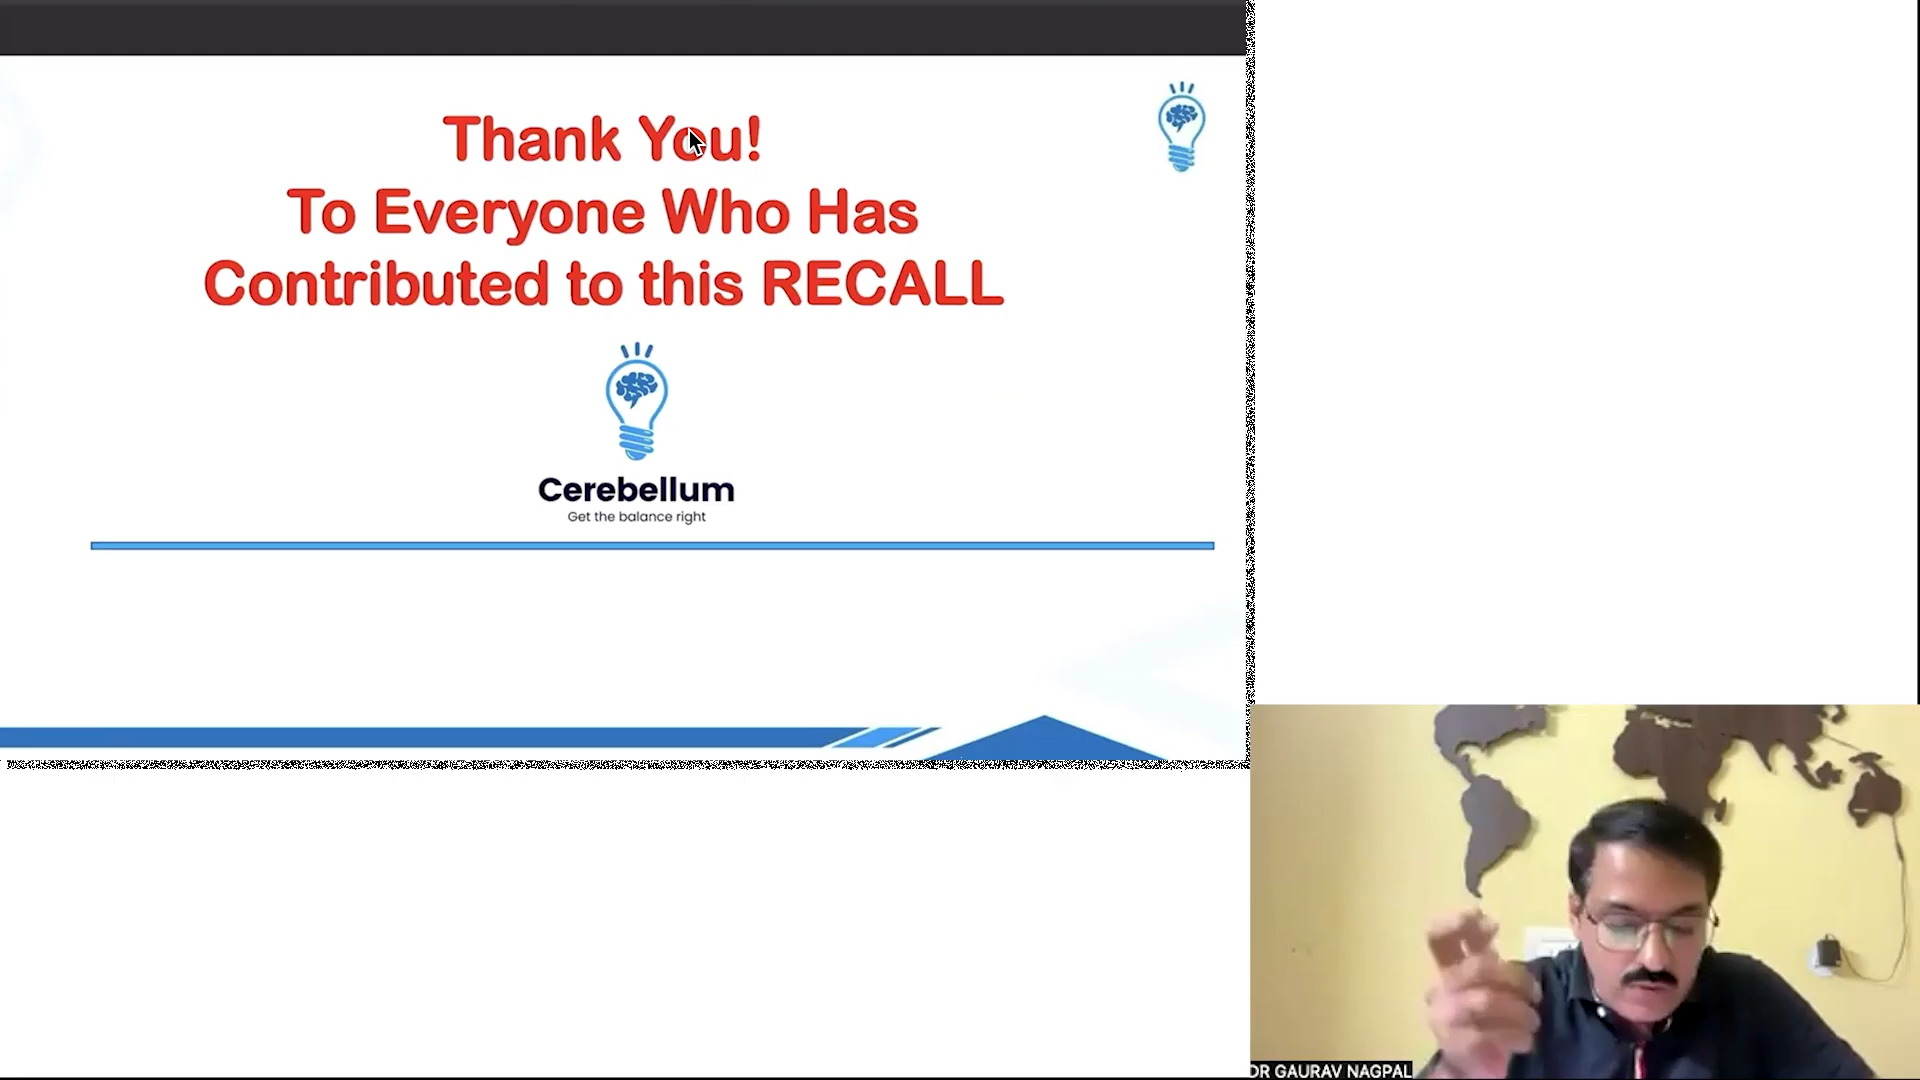 Thank You!
To Everyone Who Has
Contributed to this RECALL
Cerebellum
Get the balance right
DR GAURAV NAGPAL